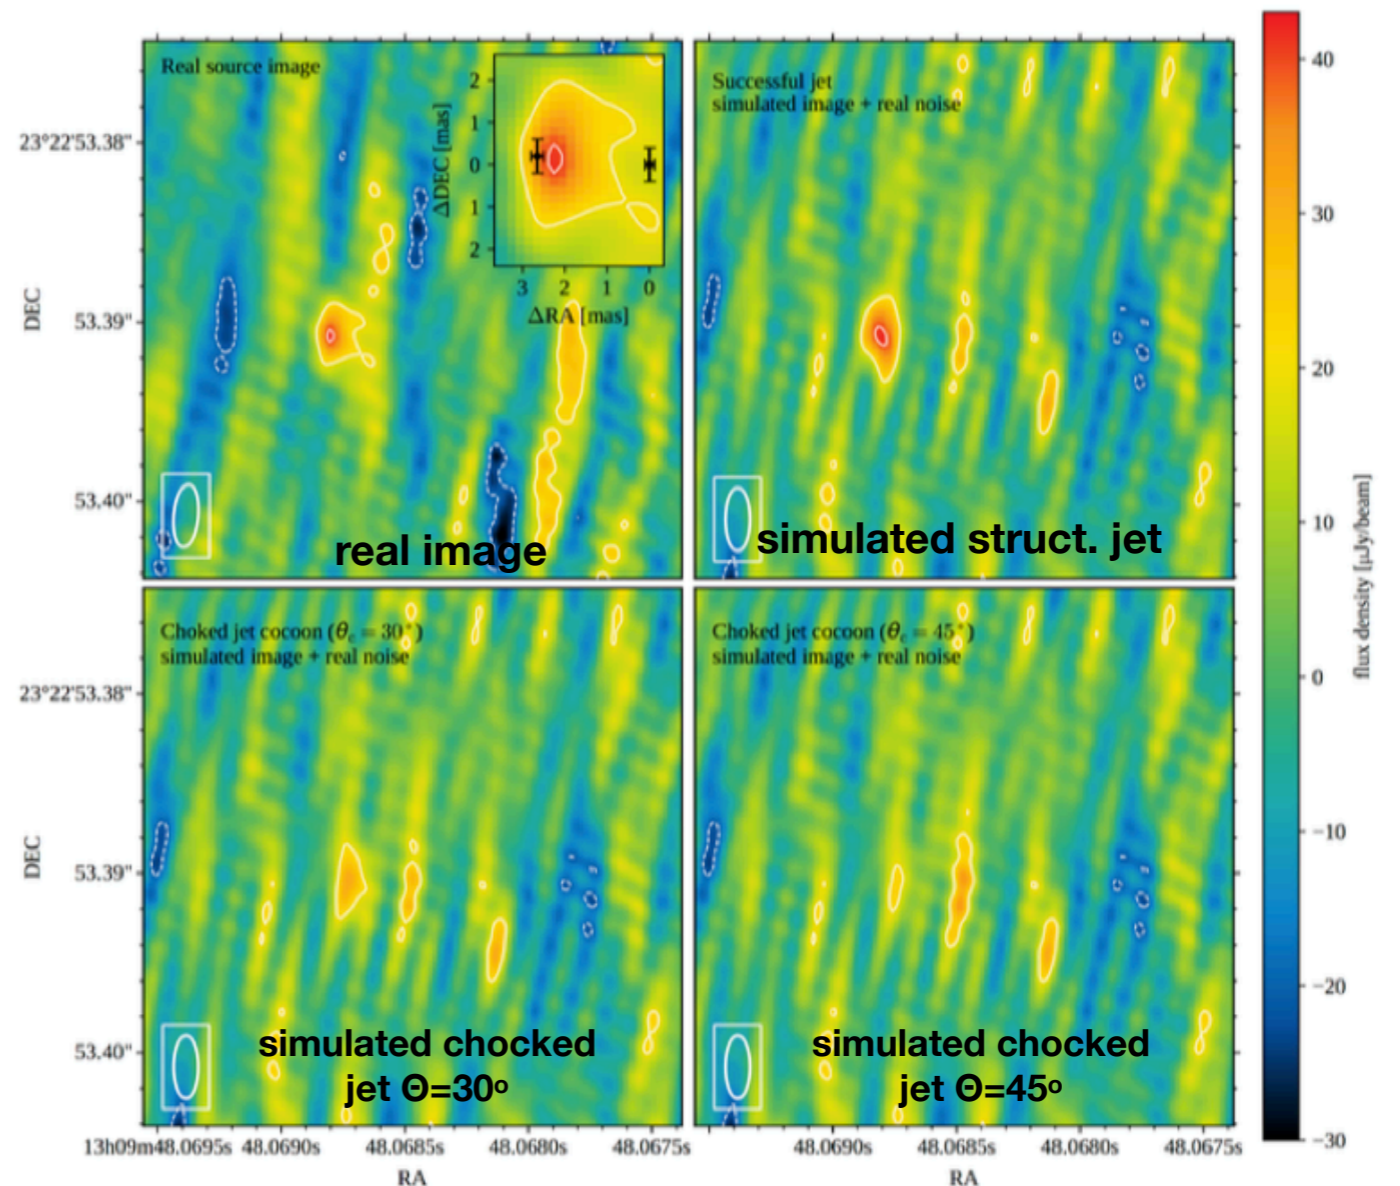 Real source image
ΔDEC [mas]
2
1
0
1
2
3 2 1 0
ΔRA [mas]
real image
Successful jet
simulated image + real noise
simulated struct. jet
DEC
23°22'53.38"
53.39"
53.40"
Choked jet cocoon (θc = 30°)
simulated image + real noise
simulated chocked
jet Θ=30º
Choked jet cocoon (θc = 45°)
simulated image + real noise
simulated chocked
jet Θ=45º
DEC
23°22'53.38"
53.39"
53.40"
13h09m48.0695s 48.0690s 48.0685s 48.0680s 48.0675s
RA
48.0690s 48.0685s 48.0680s 48.0675s
RA
40
30
20
10
0
−10
−20
−30
flux density [μJy/beam]